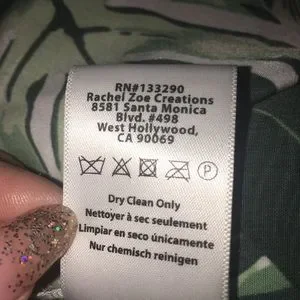 RN#133290
Rachel Zoe Creations
8581 Santa Monica
Blvd. #498
West Hollywood,
CA 90069
P
Dry Clean Only
Nettoyer à sec seulement
Limpiar en seco únicamente
Nur chemisch reinigen